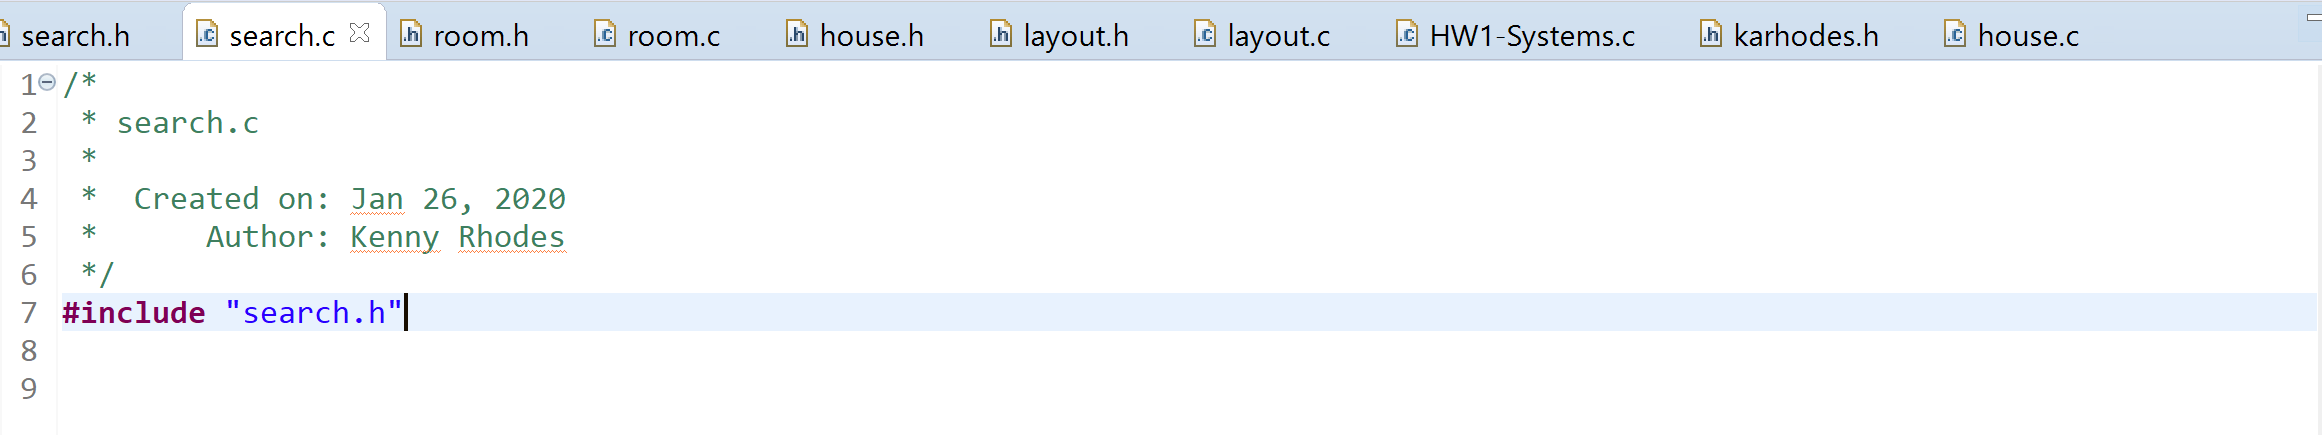 search.h search.c room.h room.c house.h layout.h layout.c HW1-Systems.c karhodes.h house.c
1 /*
2  * search.c
3  *
4  *  Created on: Jan 26, 2020
5  *      Author: Kenny Rhodes
6  */
7 #include "search.h"
8
9